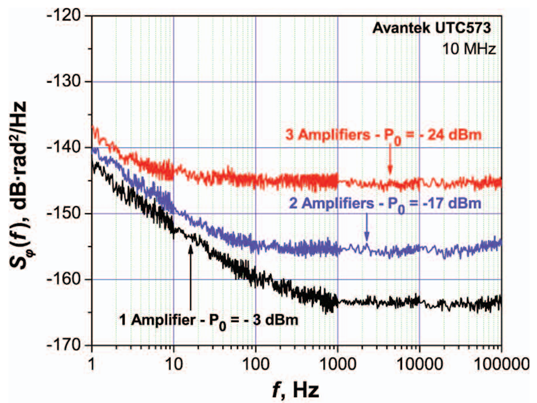 Avantek UTC573
10 MHz
-120
-130
-140
-150
-160
-170
S_φ(f), dB·rad²/Hz
3 Amplifiers - P₀ = - 24 dBm
2 Amplifiers - P₀ = -17 dBm
1 Amplifier - P₀ = - 3 dBm
1 10 100 1000 10000 100000
f, Hz